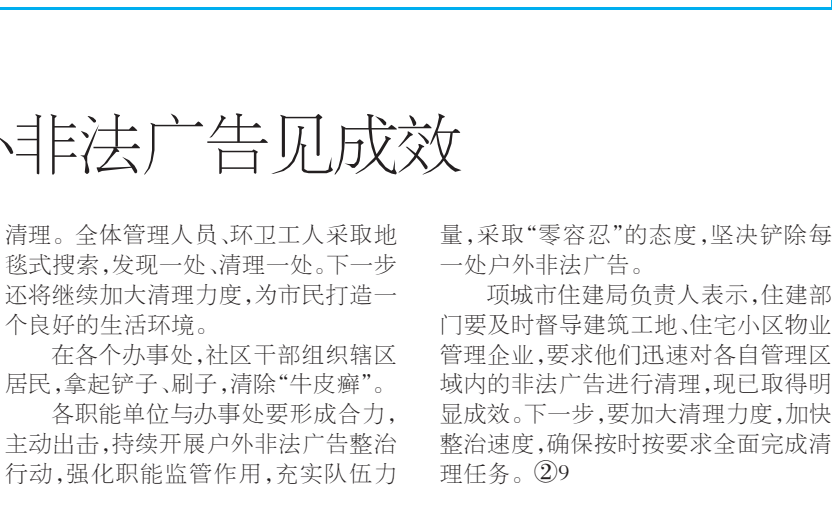 非法广告见成效
清理。全体管理人员、环卫工人采取地
毯式搜索,发现一处、清理一处。下一步
还将继续加大清理力度,为市民打造一
个良好的生活环境。
在各个办事处,社区干部组织辖区
居民,拿起铲子、刷子,清除“牛皮癣”。
各职能单位与办事处要形成合力,
主动出击,持续开展户外非法广告整治
行动,强化职能监管作用,充实队伍力
量,采取“零容忍”的态度,坚决铲除每
一处户外非法广告。
项城市住建局负责人表示,住建部
门要及时督导建筑工地、住宅小区物业
管理企业,要求他们迅速对各自管理区
域内的非法广告进行清理,现已取得明
显成效。下一步,要加大清理力度,加快
整治速度,确保按时按要求全面完成清
理任务。②9